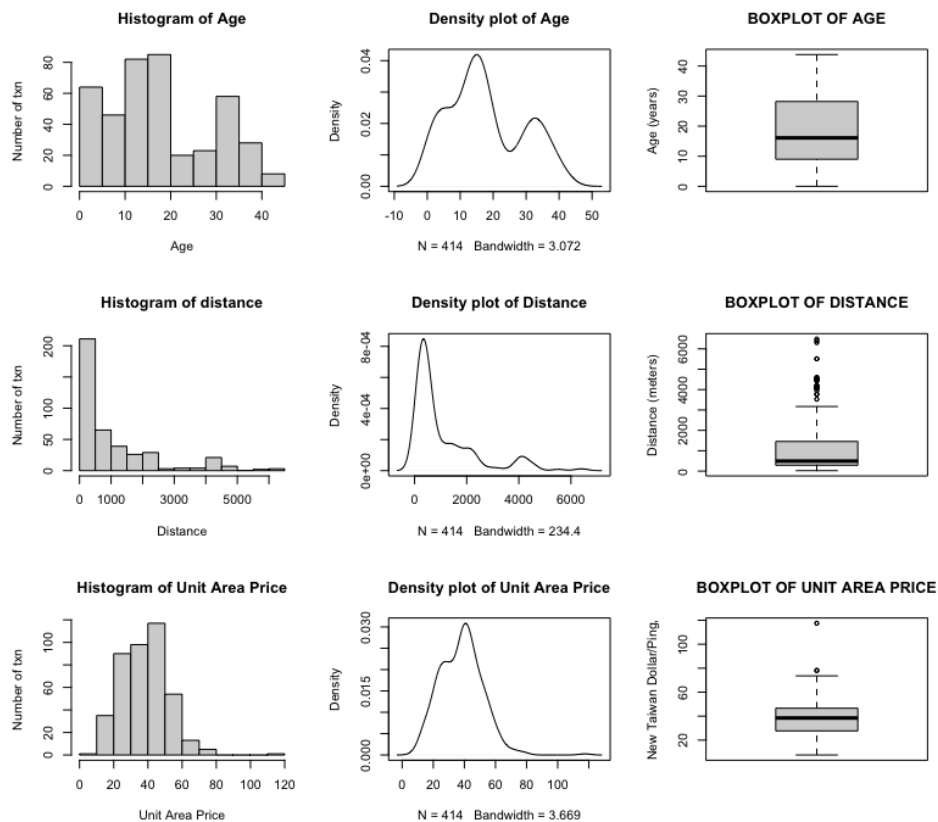 Histogram of Age
Number of txn
0 20 40 60 80
0 10 20 30 40
Age
Density plot of Age
Density
0.00 0.02 0.04
-10 0 10 20 30 40 50
N = 414 Bandwidth = 3.072
BOXPLOT OF AGE
Age (years)
0 10 20 30 40
Histogram of distance
Number of txn
0 50 100 200
0 1000 3000 5000
Distance
Density plot of Distance
Density
0e+00 4e-04 8e-04
0 2000 4000 6000
N = 414 Bandwidth = 234.4
BOXPLOT OF DISTANCE
Distance (meters)
0 2000 4000 6000
Histogram of Unit Area Price
Number of txn
0 20 40 60 100
0 20 40 60 80 100 120
Unit Area Price
Density plot of Unit Area Price
Density
0.000 0.015 0.030
0 20 40 60 80 100
N = 414 Bandwidth = 3.669
BOXPLOT OF UNIT AREA PRICE
New Taiwan Dollar/Ping,
20 60 100